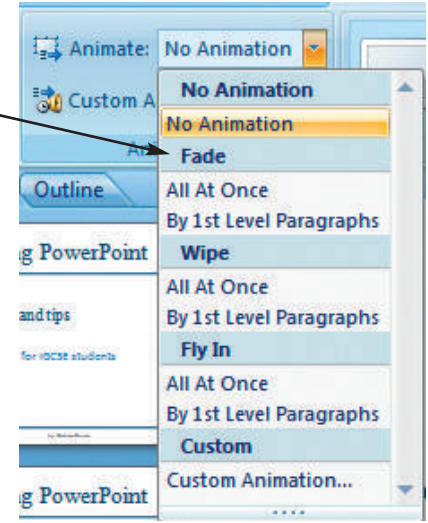 Animate: No Animation
Custom A
No Animation
No Animation
Fade
All At Once
By 1st Level Paragraphs
Wipe
All At Once
By 1st Level Paragraphs
Fly In
All At Once
By 1st Level Paragraphs
Custom
Custom Animation...
Outline
g PowerPoint
and tips
for IGCSE students
g PowerPoint